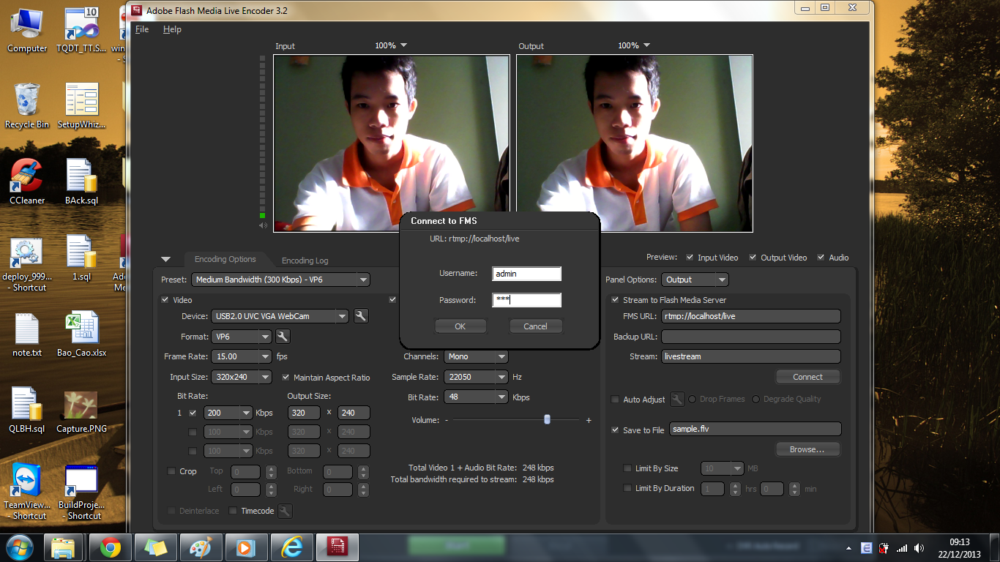 Computer
TQDT_TT.S...
win
- S
Recycle Bin
SetupWhiz...
CCleaner
BAck.sql
deploy_999...
- Shortcut
1.sql
Ado
Me
note.txt
Bao_Cao.xlsx
QLBH.sql
Capture.PNG
TeamView...
- Shortcut
BuildProje...
- Shortcut
10
Adobe Flash Media Live Encoder 3.2
File Help
Input 100% Output 100%
Connect to FMS
URL: rtmp://localhost/live
Username: admin
Password: ***
OK Cancel
Encoding Options Encoding Log
Preview: Input Video Output Video Audio
Preset: Medium Bandwidth (300 Kbps) - VP6
Panel Options: Output
Video
Device: USB2.0 UVC VGA WebCam
Format: VP6
Frame Rate: 15.00 fps
Input Size: 320x240 Maintain Aspect Ratio
Bit Rate: Output Size:
1 200 Kbps 320 x 240
100 Kbps 320 x 240
100 Kbps 320 x 240
Crop Top 0 Bottom 0
Left 0 Right 0
Deinterlace Timecode
Channels: Mono
Sample Rate: 22050 Hz
Bit Rate: 48 Kbps
Volume: - +
Total Video 1 + Audio Bit Rate: 248 kbps
Total bandwidth required to stream: 248 kbps
Stream to Flash Media Server
FMS URL: rtmp://localhost/live
Backup URL:
Stream: livestream
Connect
Auto Adjust Drop Frames Degrade Quality
Save to File sample.flv
Browse...
Limit By Size 10 MB
Limit By Duration 1 hrs 0 min
09:13
22/12/2013